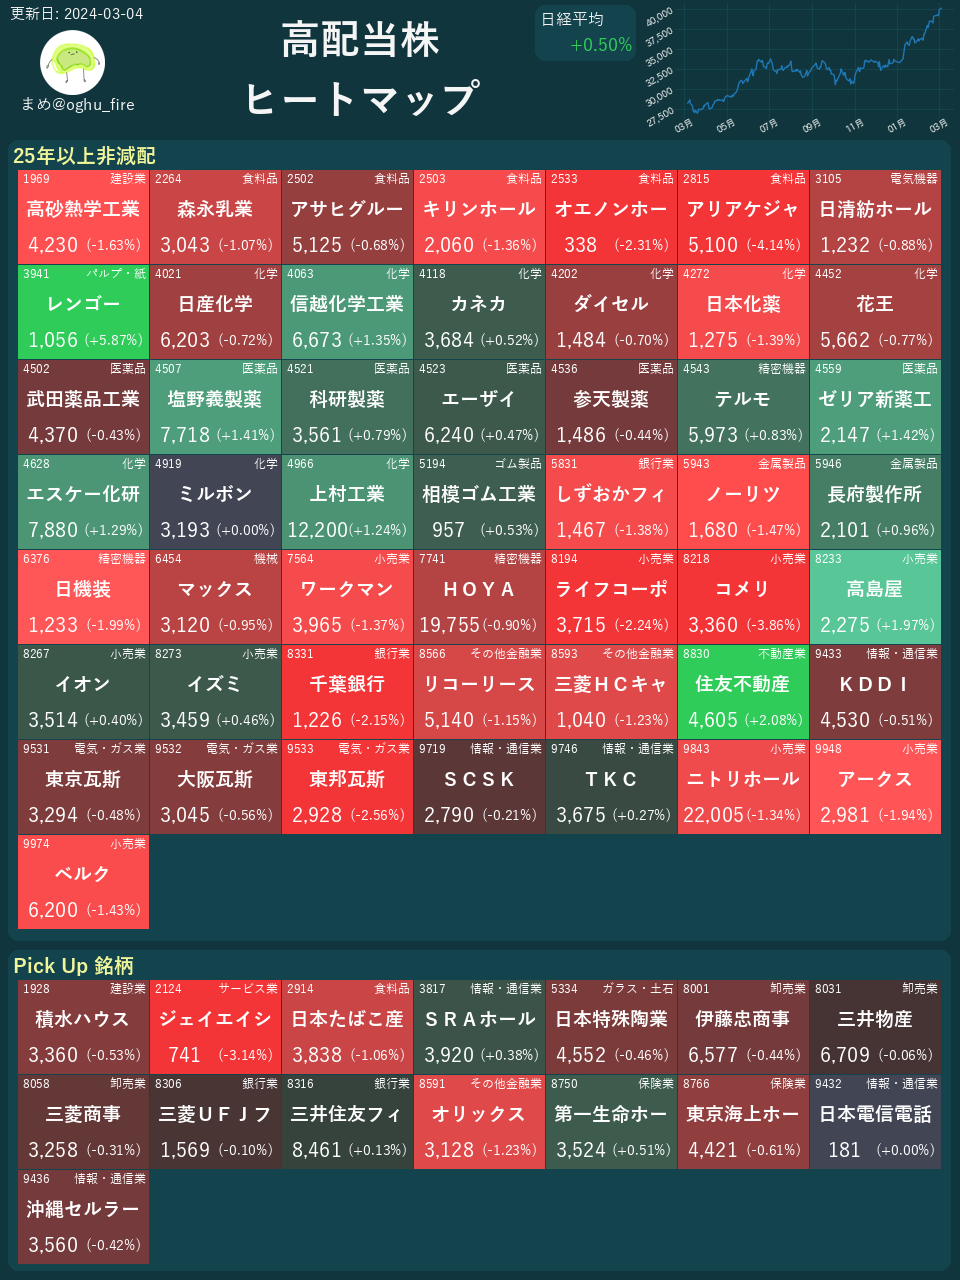 更新日: 2024-03-04
まめ@oghu_fire
高配当株
ヒートマップ
日経平均
+0.50%
40,000
37,500
35,000
32,500
30,000
27,500
03月 05月 07月 09月 11月 01月 03月
25年以上非減配
1969 建設業 2264 食料品 2502 食料品 2503 食料品 2533 食料品 2815 食料品 3105 電気機器
高砂熱学工業 森永乳業 アサヒグルー キリンホール オエノンホー アリアケジャ 日清紡ホール
4,230 (-1.63%) 3,043 (-1.07%) 5,125 (-0.68%) 2,060 (-1.36%) 338 (-2.31%) 5,100 (-4.14%) 1,232 (-0.88%)
3941 パルプ・紙 4021 化学 4063 化学 4118 化学 4202 化学 4272 化学 4452 化学
レンゴー 日産化学 信越化学工業 カネカ ダイセル 日本化薬 花王
1,056 (+5.87%) 6,203 (-0.72%) 6,673 (+1.35%) 3,684 (+0.52%) 1,484 (-0.70%) 1,275 (-1.39%) 5,662 (-0.77%)
4502 医薬品 4507 医薬品 4521 医薬品 4523 医薬品 4536 医薬品 4543 精密機器 4559 医薬品
武田薬品工業 塩野義製薬 科研製薬 エーザイ 参天製薬 テルモ ゼリア新薬工
4,370 (-0.43%) 7,718 (+1.41%) 3,561 (+0.79%) 6,240 (+0.47%) 1,486 (-0.44%) 5,973 (+0.83%) 2,147 (+1.42%)
4628 化学 4919 化学 4966 化学 5194 ゴム製品 5831 銀行業 5943 金属製品 5946 金属製品
エスケー化研 ミルボン 上村工業 相模ゴム工業 しずおかフィ ノーリツ 長府製作所
7,880 (+1.29%) 3,193 (+0.00%) 12,200 (+1.24%) 957 (+0.53%) 1,467 (-1.38%) 1,680 (-1.47%) 2,101 (+0.96%)
6376 精密機器 6454 機械 7564 小売業 7741 精密機器 8194 小売業 8218 小売業 8233 小売業
日機装 マックス ワークマン ＨＯＹＡ ライフコーポ コメリ 高島屋
1,233 (-1.99%) 3,120 (-0.95%) 3,965 (-1.37%) 19,755 (-0.90%) 3,715 (-2.24%) 3,360 (-3.86%) 2,275 (+1.97%)
8267 小売業 8273 小売業 8331 銀行業 8566 その他金融業 8593 その他金融業 8830 不動産業 9433 情報・通信業
イオン イズミ 千葉銀行 リコーリース 三菱ＨＣキャ 住友不動産 ＫＤＤＩ
3,514 (+0.40%) 3,459 (+0.46%) 1,226 (-2.15%) 5,140 (-1.15%) 1,040 (-1.23%) 4,605 (+2.08%) 4,530 (-0.51%)
9531 電気・ガス業 9532 電気・ガス業 9533 電気・ガス業 9719 情報・通信業 9746 情報・通信業 9843 小売業 9948 小売業
東京瓦斯 大阪瓦斯 東邦瓦斯 ＳＣＳＫ ＴＫＣ ニトリホール アークス
3,294 (-0.48%) 3,045 (-0.56%) 2,928 (-2.56%) 2,790 (-0.21%) 3,675 (+0.27%) 22,005 (-1.34%) 2,981 (-1.94%)
9974 小売業
ベルク
6,200 (-1.43%)
Pick Up 銘柄
1928 建設業 2124 サービス業 2914 食料品 3817 情報・通信業 5334 ガラス・土石 8001 卸売業 8031 卸売業
積水ハウス ジェイエイシ 日本たばこ産 ＳＲＡホール 日本特殊陶業 伊藤忠商事 三井物産
3,360 (-0.53%) 741 (-3.14%) 3,838 (-1.06%) 3,920 (+0.38%) 4,552 (-0.46%) 6,577 (-0.44%) 6,709 (-0.06%)
8058 卸売業 8306 銀行業 8316 銀行業 8591 その他金融業 8750 保険業 8766 保険業 9432 情報・通信業
三菱商事 三菱ＵＦＪフ 三井住友フィ オリックス 第一生命ホー 東京海上ホー 日本電信電話
3,258 (-0.31%) 1,569 (-0.10%) 8,461 (+0.13%) 3,128 (-1.23%) 3,524 (+0.51%) 4,421 (-0.61%) 181 (+0.00%)
9436 情報・通信業
沖縄セルラー
3,560 (-0.42%)